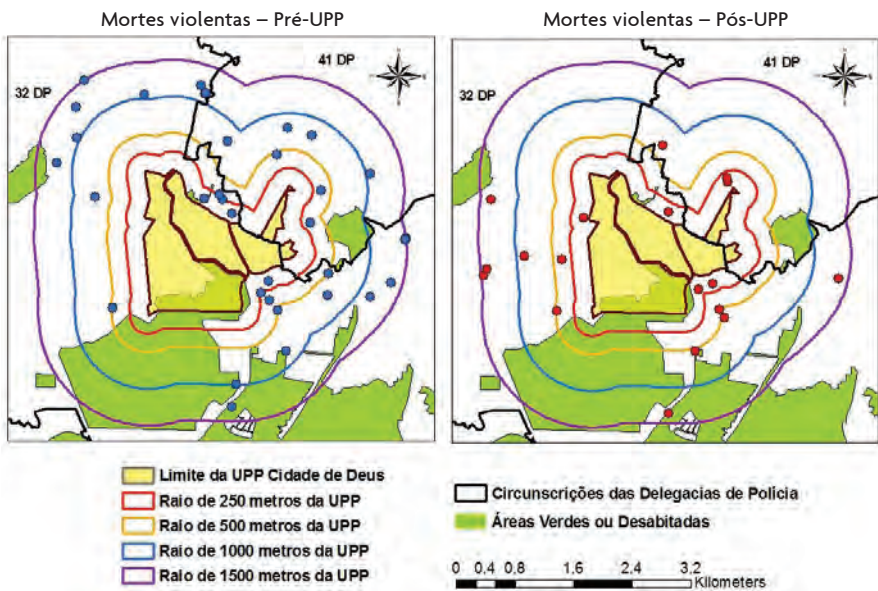 Mortes violentas – Pré-UPP
Mortes violentas – Pós-UPP
41 DP
32 DP
41 DP
32 DP
Limite da UPP Cidade de Deus
Raio de 250 metros da UPP
Raio de 500 metros da UPP
Raio de 1000 metros da UPP
Raio de 1500 metros da UPP
Circunscrições das Delegacias de Polícia
Áreas Verdes ou Desabitadas
0 0,4 0,8 1,6 2,4 3,2
Kilometers